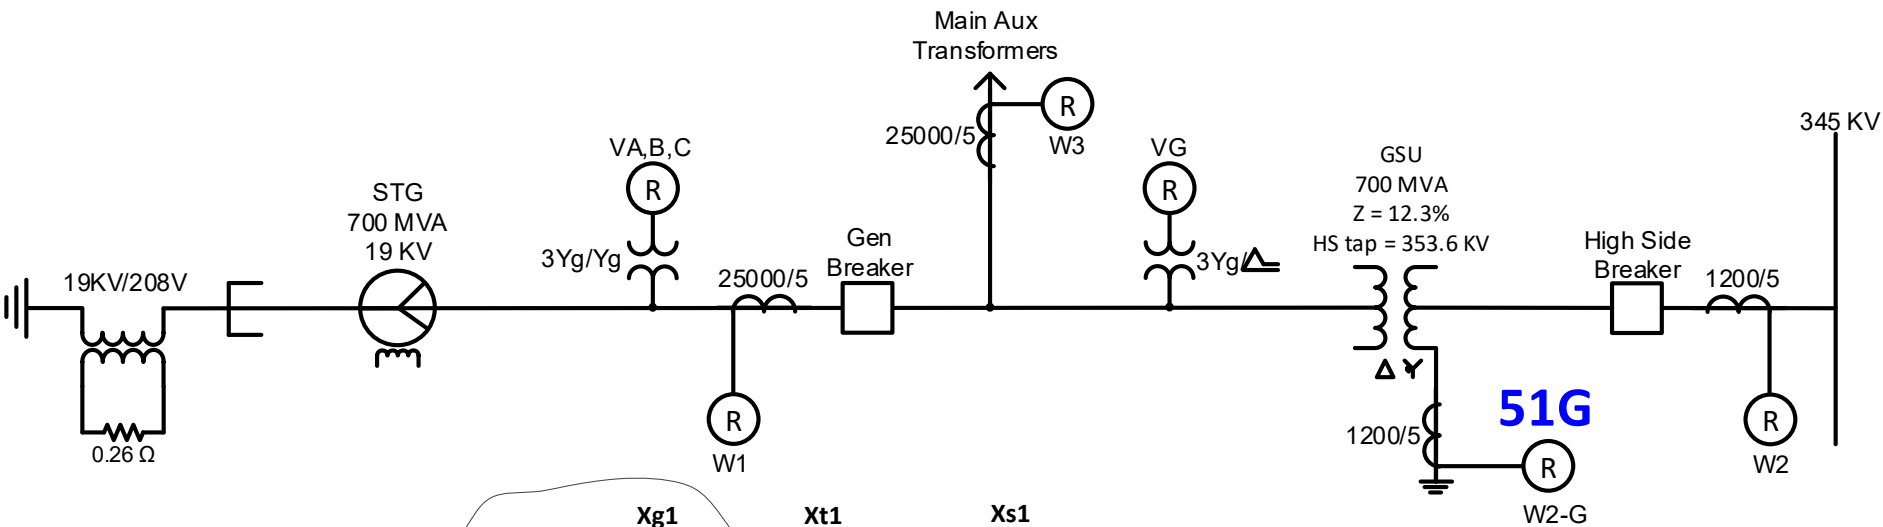 Main Aux
Transformers
R
25000/5
W3
345 KV
VA,B,C
R
VG
R
GSU
700 MVA
Z = 12.3%
HS tap = 353.6 KV
STG
700 MVA
19 KV
Gen
Breaker
High Side
Breaker
3Yg/Yg
3Yg/
19KV/208V
25000/5
1200/5
0.26 Ω
R
W1
51G
1200/5
R
W2-G
R
W2
Xg1
Xt1
Xs1